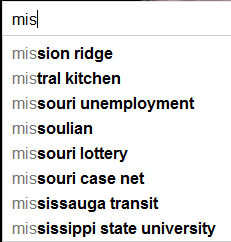 mis
mission ridge
mistral kitchen
missouri unemployment
missoulian
missouri lottery
missouri case net
mississauga transit
mississippi state university